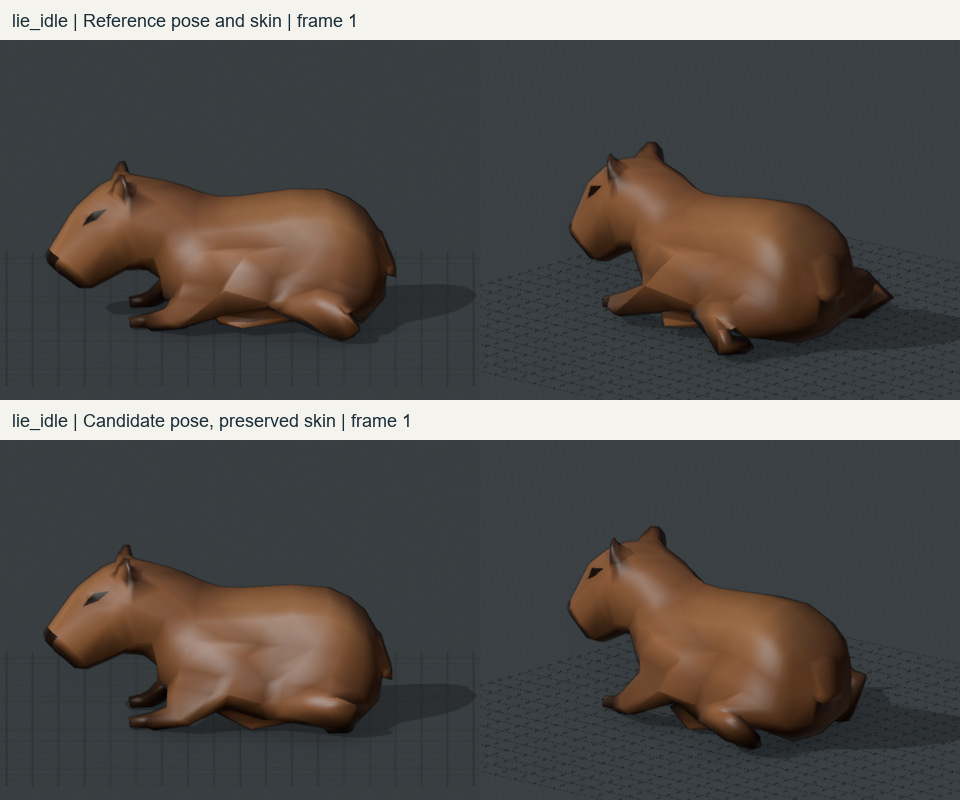 lie_idle | Reference pose and skin | frame 1
lie_idle | Candidate pose, preserved skin | frame 1